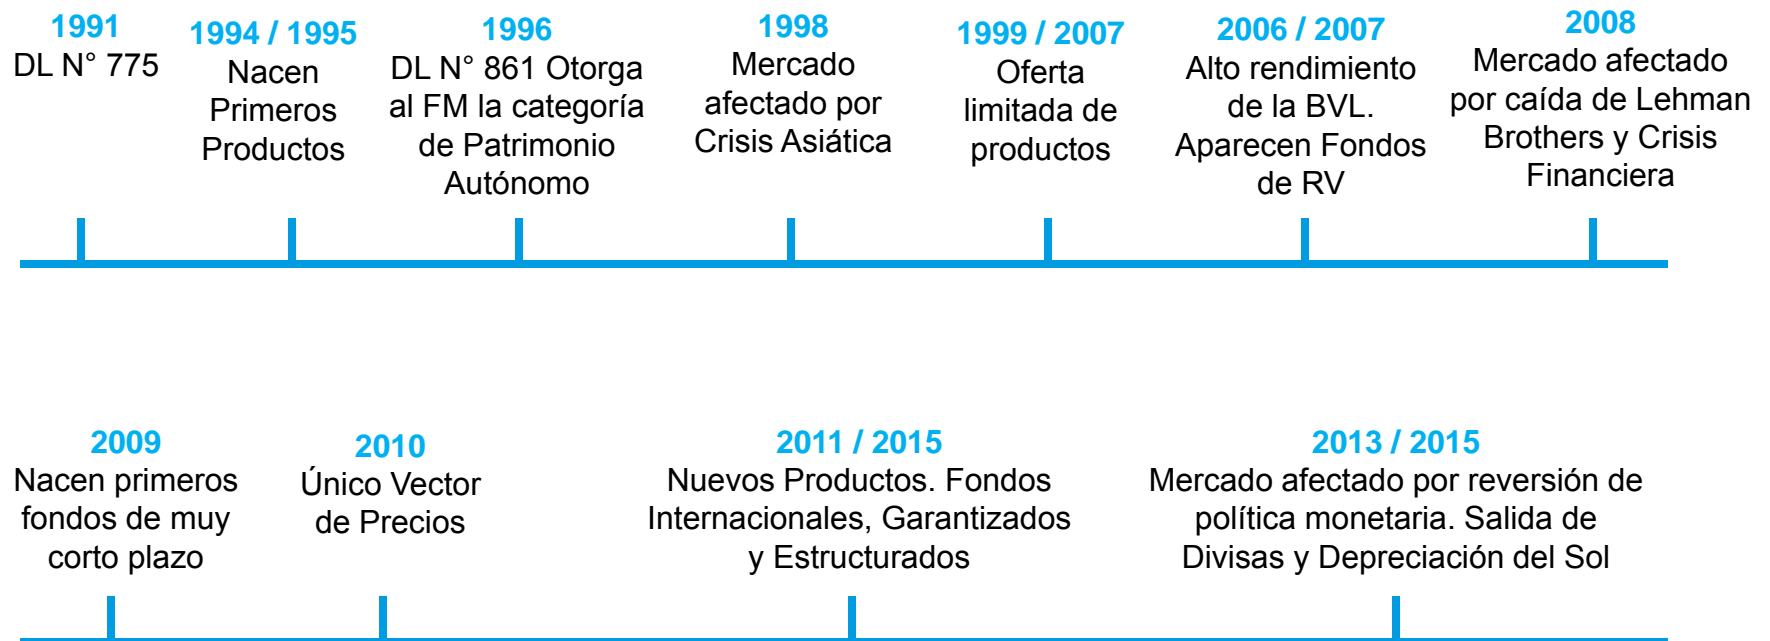 1991
DL N° 775
1994 / 1995
Nacen
Primeros
Productos
1996
DL N° 861 Otorga
al FM la categoría
de Patrimonio
Autónomo
1998
Mercado
afectado por
Crisis Asiática
1999 / 2007
Oferta
limitada de
productos
2006 / 2007
Alto rendimiento
de la BVL.
Aparecen Fondos
de RV
2008
Mercado afectado
por caída de Lehman
Brothers y Crisis
Financiera
2009
Nacen primeros
fondos de muy
corto plazo
2010
Único Vector
de Precios
2011 / 2015
Nuevos Productos. Fondos
Internacionales, Garantizados
y Estructurados
2013 / 2015
Mercado afectado por reversión de
política monetaria. Salida de
Divisas y Depreciación del Sol